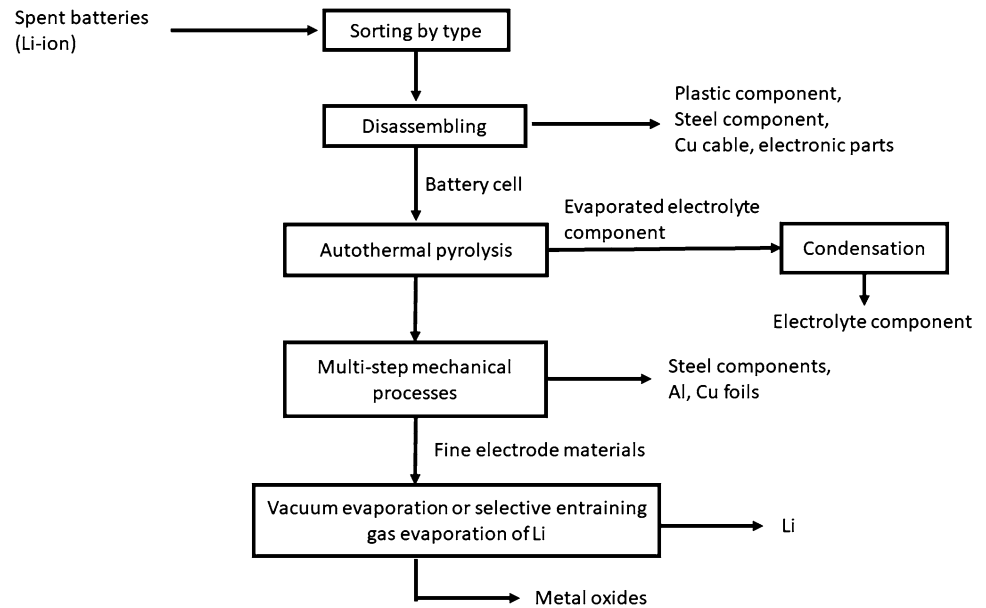 Spent batteries
(Li-ion)
Sorting by type
Disassembling
Plastic component,
Steel component,
Cu cable, electronic parts
Battery cell
Autothermal pyrolysis
Evaporated electrolyte
component
Condensation
Electrolyte component
Multi-step mechanical
processes
Steel components,
Al, Cu foils
Fine electrode materials
Vacuum evaporation or selective entraining
gas evaporation of Li
Li
Metal oxides